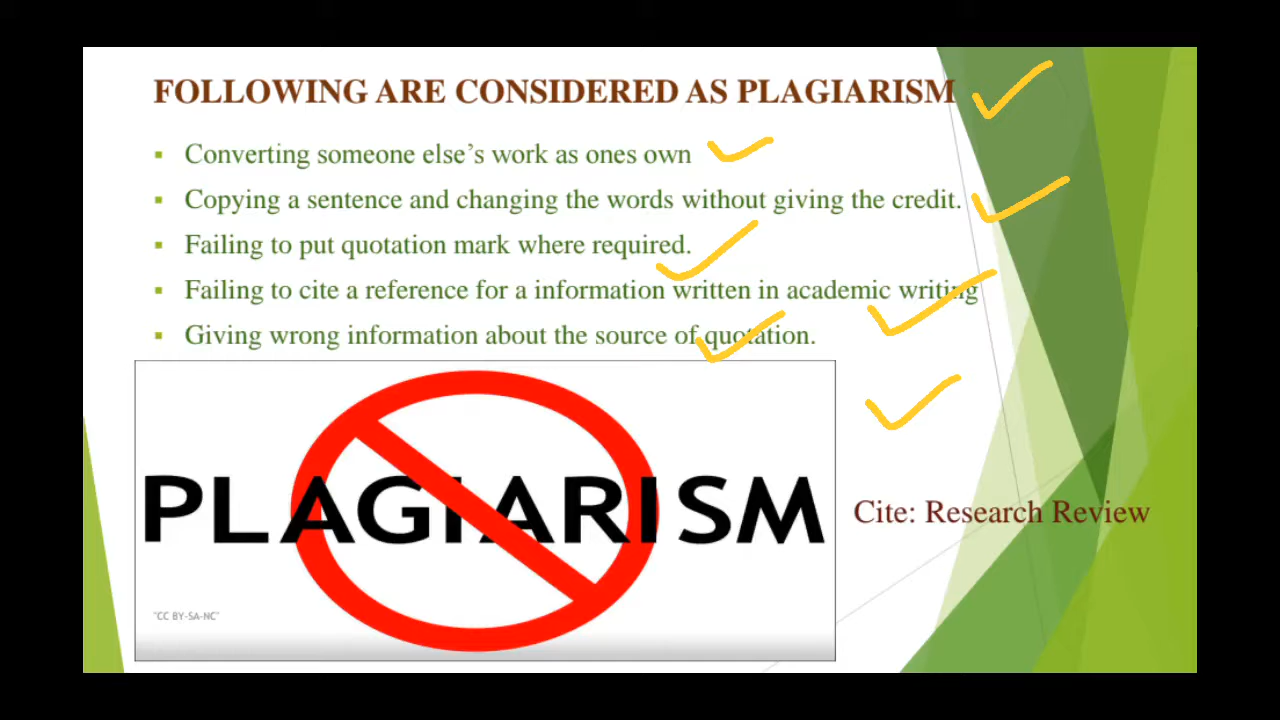 FOLLOWING ARE CONSIDERED AS PLAGIARISM
Converting someone else's work as ones own
Copying a sentence and changing the words without giving the credit.
Failing to put quotation mark where required.
Failing to cite a reference for a information written in academic writing
Giving wrong information about the source of quotation.
PLAGIARISM
Cite: Research Review
"CC BY-SA-NC"